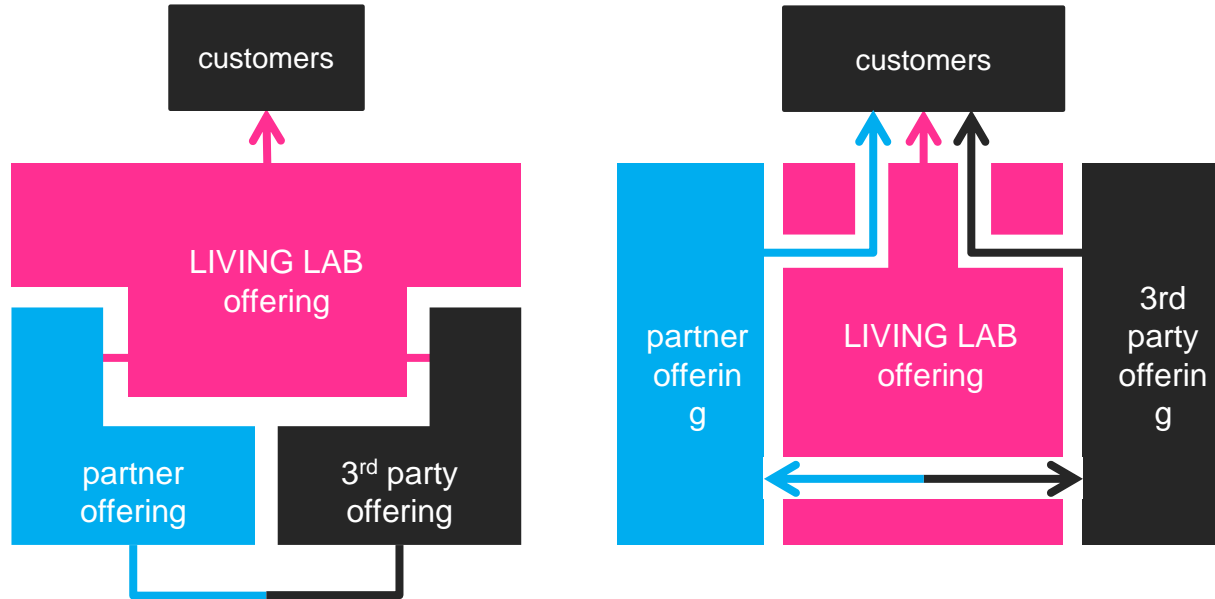 customers
LIVING LAB
offering
partner
offering
3rd party
offering
customers
partner
offerin
g
LIVING LAB
offering
3rd
party
offerin
g